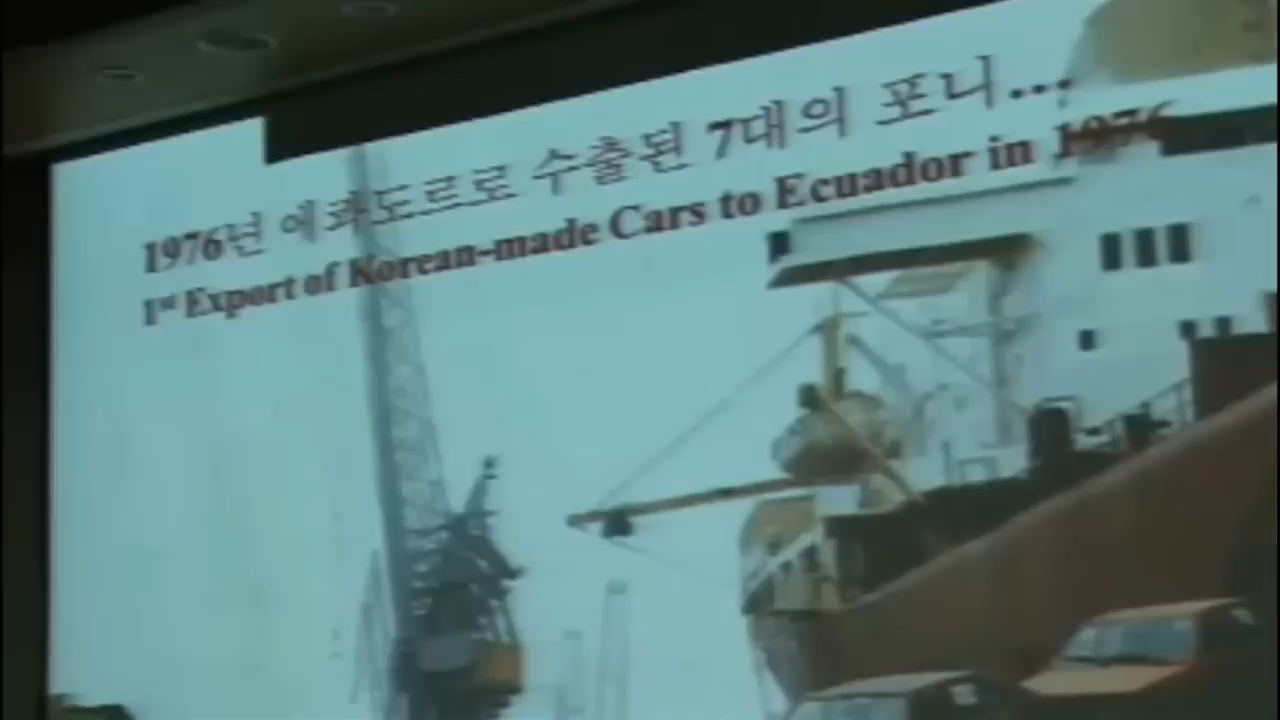 1976년 에콰도르로 수출된 7대의 포니...
1st Export of Korean-made Cars to Ecuador in 1976